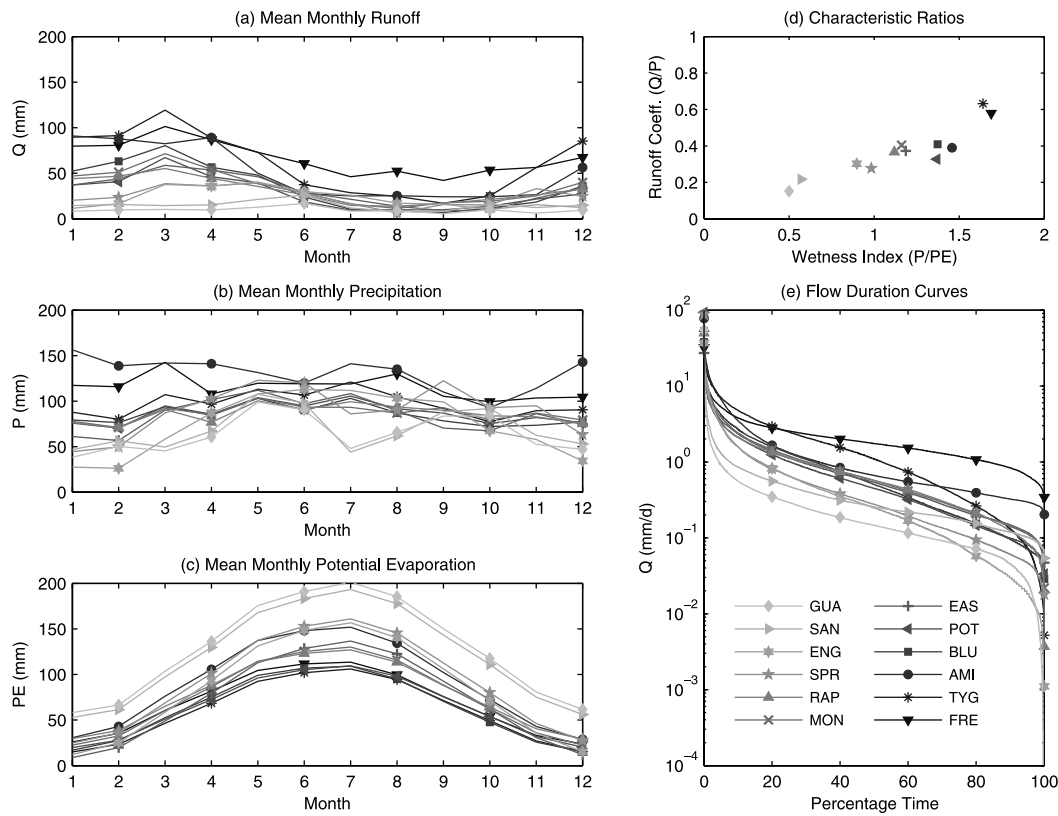 (a) Mean Monthly Runoff
200
150
100
50
0
Q (mm)
1 2 3 4 5 6 7 8 9 10 11 12
Month
(b) Mean Monthly Precipitation
200
150
100
50
0
P (mm)
1 2 3 4 5 6 7 8 9 10 11 12
Month
(c) Mean Monthly Potential Evaporation
200
150
100
50
0
PE (mm)
1 2 3 4 5 6 7 8 9 10 11 12
Month
(d) Characteristic Ratios
1
0.8
0.6
0.4
0.2
0
Runoff Coeff. (Q/P)
0 0.5 1 1.5 2
Wetness Index (P/PE)
(e) Flow Duration Curves
10^2
10^1
10^0
10^-1
10^-2
10^-3
10^-4
Q (mm/d)
GUA
SAN
ENG
SPR
RAP
MON
EAS
POT
BLU
AMI
TYG
FRE
0 20 40 60 80 100
Percentage Time